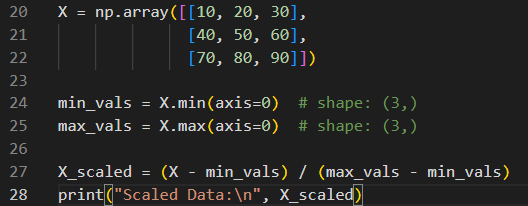 20 X = np.array([[10, 20, 30],
21 [40, 50, 60],
22 [70, 80, 90]])
23
24 min_vals = X.min(axis=0)  # shape: (3,)
25 max_vals = X.max(axis=0)  # shape: (3,)
26
27 X_scaled = (X - min_vals) / (max_vals - min_vals)
28 print("Scaled Data:\n", X_scaled)